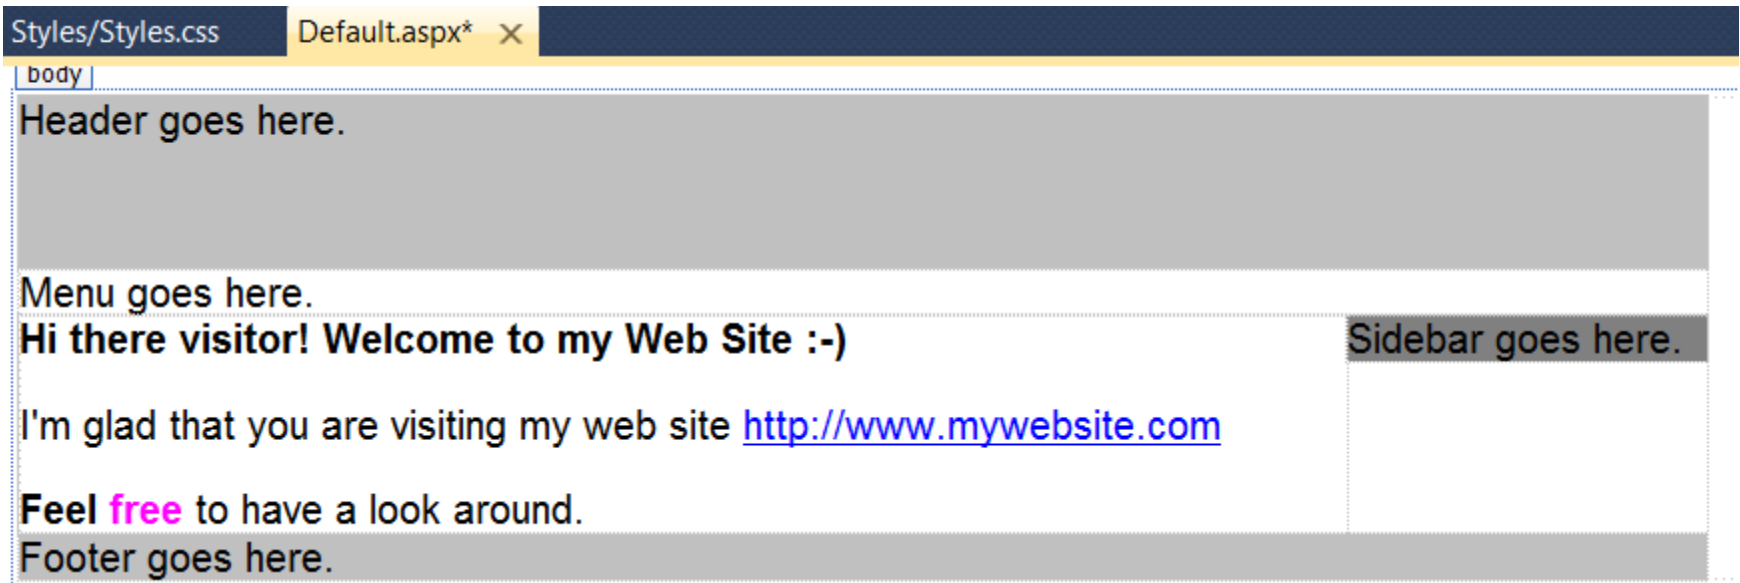 Styles/Styles.css Default.aspx*
body
Header goes here.
Menu goes here.
Hi there visitor! Welcome to my Web Site :-)
Sidebar goes here.
I'm glad that you are visiting my web site http://www.mywebsite.com
Feel free to have a look around.
Footer goes here.